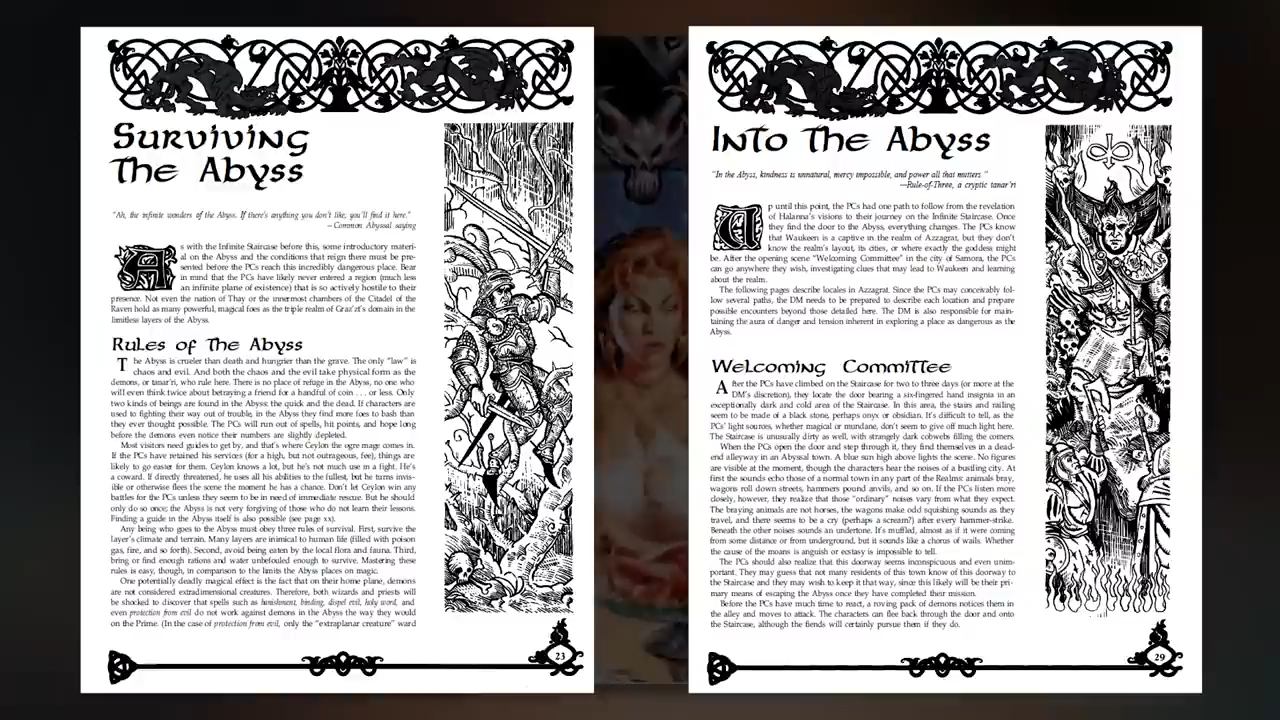 Surviving
The Abyss
"Ah, the infinite wonders of the Abyss. If there's anything you don't like, you'll find it here."
—Common Abyssal saying
As with the Infinite Staircase before this, some introductory materi-
al on the Abyss and the conditions that reign there must be pre-
sented before the PCs reach this incredibly dangerous place. Bear
in mind that the PCs have likely never entered a region (much less
an infinite plane of existence) that is so actively hostile to their
presence. Not even the nation of Thay or the innermost chambers of the Citadel of the
Raven hold as many powerful, magical foes as the triple realm of Graz'zt's domain in the
limitless layers of the Abyss.
Rules of The Abyss
The Abyss is crueler than death and hungrier than the grave. The only "law" is
chaos and evil. And both the chaos and the evil take physical form as the
demons, or tanar'ri, who rule here. There is no place of refuge in the Abyss, no one who
will even think twice about betraying a friend for a handful of coin . . . or less. Only
two kinds of beings are found in the Abyss: the quick and the dead. If characters are
used to fighting their way out of trouble, in the Abyss they find more foes to bash than
they ever thought possible. The PCs will run out of spells, hit points, and hope long
before the demons even notice their numbers are slightly depleted.
Most visitors need guides to get by, and that's where Ceylon the ogre mage comes in.
If the PCs have retained his services (for a high, but not outrageous, fee), things are
likely to go easier for them. Ceylon knows a lot, but he's not much use in a fight. He's
a coward. If directly threatened, he uses all his abilities to the fullest, but he turns invis-
ible or otherwise flees the scene the moment he has a chance. Don't let Ceylon win any
battles for the PCs unless they seem to be in need of immediate rescue. But he should
only do so once; the Abyss is not very forgiving of those who do not learn their lessons.
Finding a guide in the Abyss itself is also possible (see page xx).
Any being who goes to the Abyss must obey three rules of survival. First, survive the
layer's climate and terrain. Many layers are inimical to human life (filled with poison
gas, fire, and so forth). Second, avoid being eaten by the local flora and fauna. Third,
bring or find enough rations and water unbefouled enough to survive. Mastering these
rules is easy, though, in comparison to the limits the Abyss places on magic.
One potentially deadly magical effect is the fact that on their home plane, demons
are not considered extradimensional creatures. Therefore, both wizards and priests will
be shocked to discover that spells such as banishment, binding, dispel evil, holy word, and
even protection from evil do not work against demons in the Abyss the way they would
on the Prime. (In the case of protection from evil, only the "extraplanar creature" ward
23
Into The Abyss
"In the Abyss, kindness is unnatural, mercy impossible, and power all that matters."
—Rule-of-Three, a cryptic tanar'ri
Up until this point, the PCs had one path to follow from the revelation
of Halanna's visions to their journey on the Infinite Staircase. Once
they find the door to the Abyss, everything changes. The PCs know
that Waukeen is a captive in the realm of Azzagrat, but they don't
know the realm's layout, its cities, or where exactly the goddess might
be. After the opening scene "Welcoming Committee" in the city of Samora, the PCs
can go anywhere they wish, investigating clues that may lead to Waukeen and learning
about the realm.
The following pages describe locales in Azzagrat. Since the PCs may conceivably fol-
low several paths, the DM needs to be prepared to describe each location and prepare
possible encounters beyond those detailed here. The DM is also responsible for main-
taining the aura of danger and tension inherent in exploring a place as dangerous as the
Abyss.
Welcoming Committee
After the PCs have climbed on the Staircase for two to three days (or more at the
DM's discretion), they locate the door bearing a six-fingered hand insignia in an
exceptionally dark and cold area of the Staircase. In this area, the stairs and railing
seem to be made of a black stone, perhaps onyx or obsidian. It's difficult to tell, as the
PCs' light sources, whether magical or mundane, don't seem to give off much light here.
The Staircase is unusually dirty as well, with strangely dark cobwebs filling the corners.
When the PCs open the door and step through it, they find themselves in a dead-
end alleyway in an Abyssal town. A blue sun high above lights the scene. No figures
are visible at the moment, though the characters hear the noises of a bustling city. At
first the sounds echo those of a normal town in any part of the Realms: animals bray,
wagons roll down streets, hammers pound anvils, and so on. If the PCs listen more
closely, however, they realize that those "ordinary" noises vary from what they expect.
The braying animals are not horses, the wagons make odd squishing sounds as they
travel, and there seems to be a cry (perhaps a scream?) after every hammer-strike.
Beneath the other noises sounds an undertone. It's muffled, almost as if it were coming
from some distance or from underground, but it sounds like a chorus of wails. Whether
the cause of the moans is anguish or ecstasy is impossible to tell.
The PCs should also realize that this doorway seems inconspicuous and even unim-
portant. They may guess that not many residents of this town know of this doorway to
the Staircase and they may wish to keep it that way, since this likely will be their pri-
mary means of escaping the Abyss once they have completed their mission.
Before the PCs have much time to react, a roving pack of demons notices them in
the alley and moves to attack. The characters can flee back through the door and onto
the Staircase, although the fiends will certainly pursue them if they do.
29